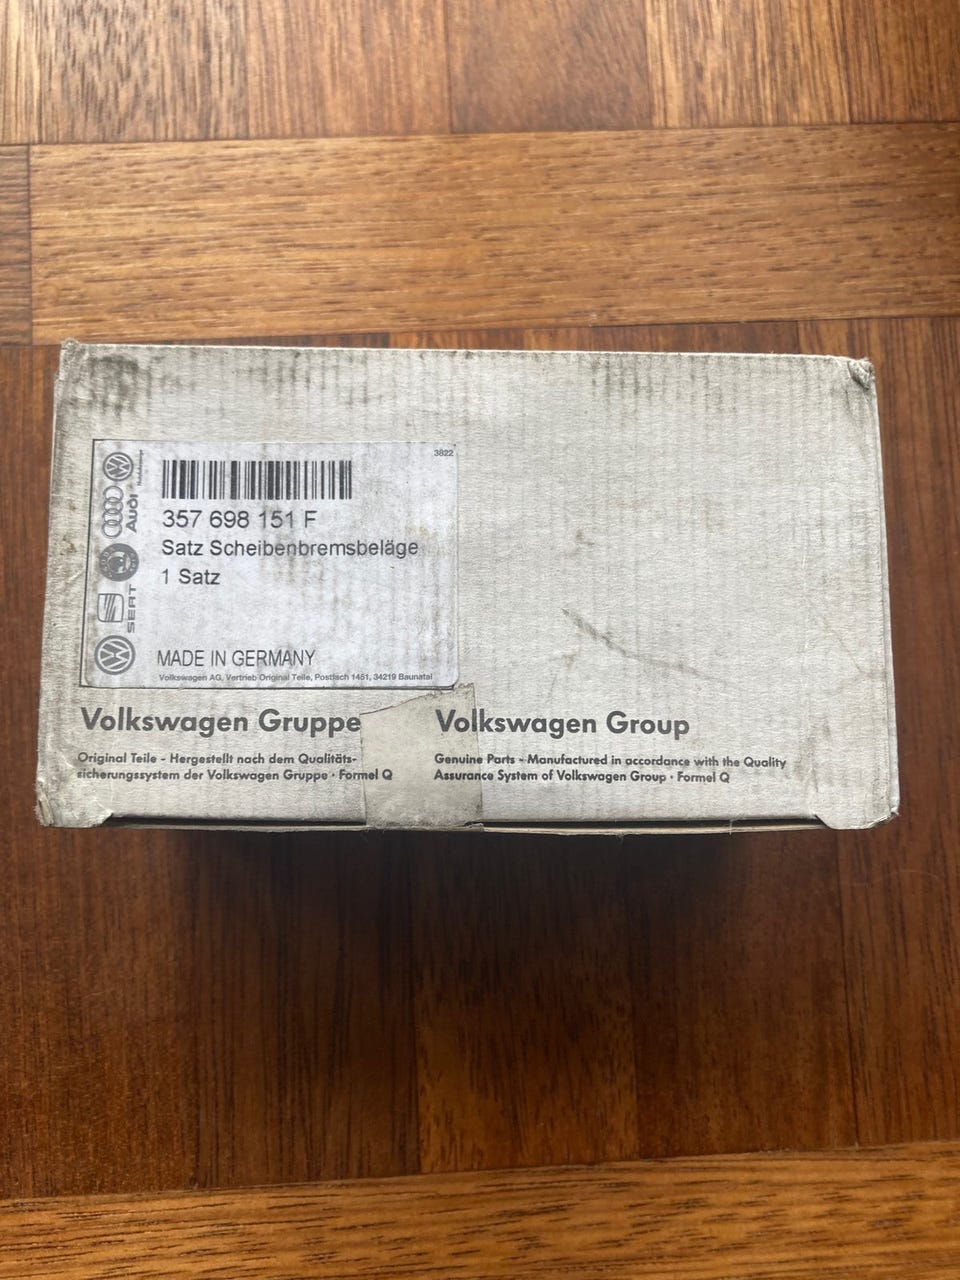 3822
357 698 151 F
Satz Scheibenbremsbeläge
1 Satz
AUDI
SEAT
MADE IN GERMANY
Volkswagen AG, Vertrieb Original Teile, Postfach 1451, 34219 Baunatal
Volkswagen Gruppe
Original Teile - Hergestellt nach dem Qualitäts-
sicherungssystem der Volkswagen Gruppe · Formel Q
Volkswagen Group
Genuine Parts - Manufactured in accordance with the Quality
Assurance System of Volkswagen Group · Formel Q